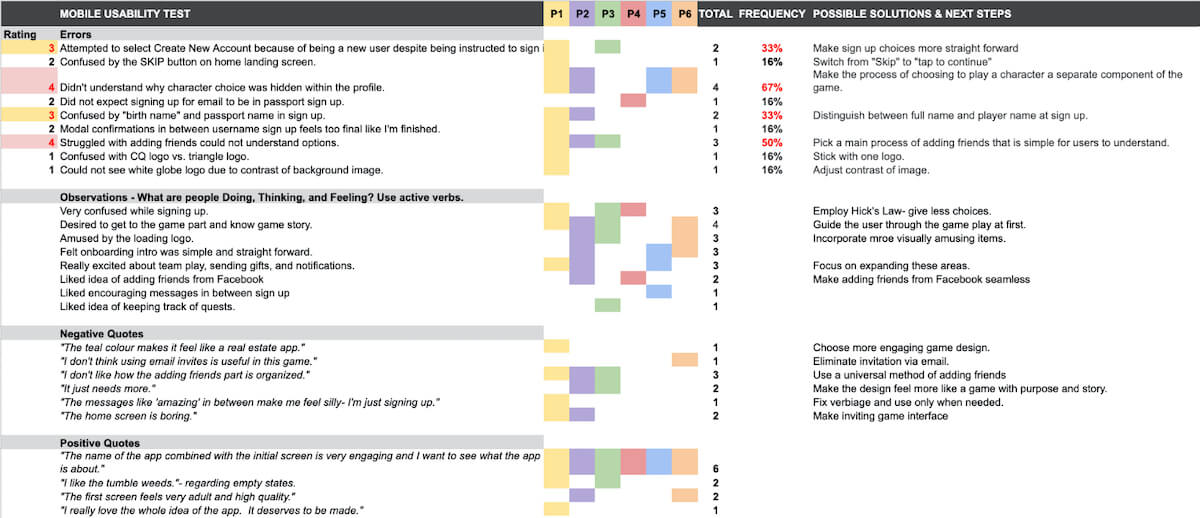 MOBILE USABILITY TEST P1 P2 P3 P4 P5 P6 TOTAL FREQUENCY POSSIBLE SOLUTIONS & NEXT STEPS
Rating Errors
3 Attempted to select Create New Account because of being a new user despite being instructed to sign i 2 33% Make sign up choices more straight forward
2 Confused by the SKIP button on home landing screen. 1 16% Switch from "Skip" to "tap to continue"
Make the process of choosing to play a character a separate component of the
4 Didn't understand why character choice was hidden within the profile. 4 67% game.
2 Did not expect signing up for email to be in passport sign up. 1 16%
3 Confused by "birth name" and passport name in sign up. 2 33% Distinguish between full name and player name at sign up.
2 Modal confirmations in between username sign up feels too final like I'm finished. 1 16%
4 Struggled with adding friends could not understand options. 3 50% Pick a main process of adding friends that is simple for users to understand.
1 Confused with CQ logo vs. triangle logo. 1 16% Stick with one logo.
1 Could not see white globe logo due to contrast of background image. 1 16% Adjust contrast of image.
Observations - What are people Doing, Thinking, and Feeling? Use active verbs.
Very confused while signing up. 3 Employ Hick's Law- give less choices.
Desired to get to the game part and know game story. 4 Guide the user through the game play at first.
Amused by the loading logo. 3 Incorporate mroe visually amusing items.
Felt onboarding intro was simple and straight forward. 3
Really excited about team play, sending gifts, and notifications. 3 Focus on expanding these areas.
Liked idea of adding friends from Facebook 2 Make adding friends from Facebook seamless
Liked encouraging messages in between sign up 1
Liked idea of keeping track of quests. 1
Negative Quotes
"The teal colour makes it feel like a real estate app." 1 Choose more engaging game design.
"I don't think using email invites is useful in this game." 1 Eliminate invitation via email.
"I don't like how the adding friends part is organized." 3 Use a universal method of adding friends
"It just needs more." 2 Make the design feel more like a game with purpose and story.
"The messages like 'amazing' in between make me feel silly- I'm just signing up." 1 Fix verbiage and use only when needed.
"The home screen is boring." 2 Make inviting game interface
Positive Quotes
"The name of the app combined with the initial screen is very engaging and I want to see what the app
is about." 6
"I like the tumble weeds."- regarding empty states. 2
"The first screen feels very adult and high quality." 2
"I really love the whole idea of the app. It deserves to be made." 1